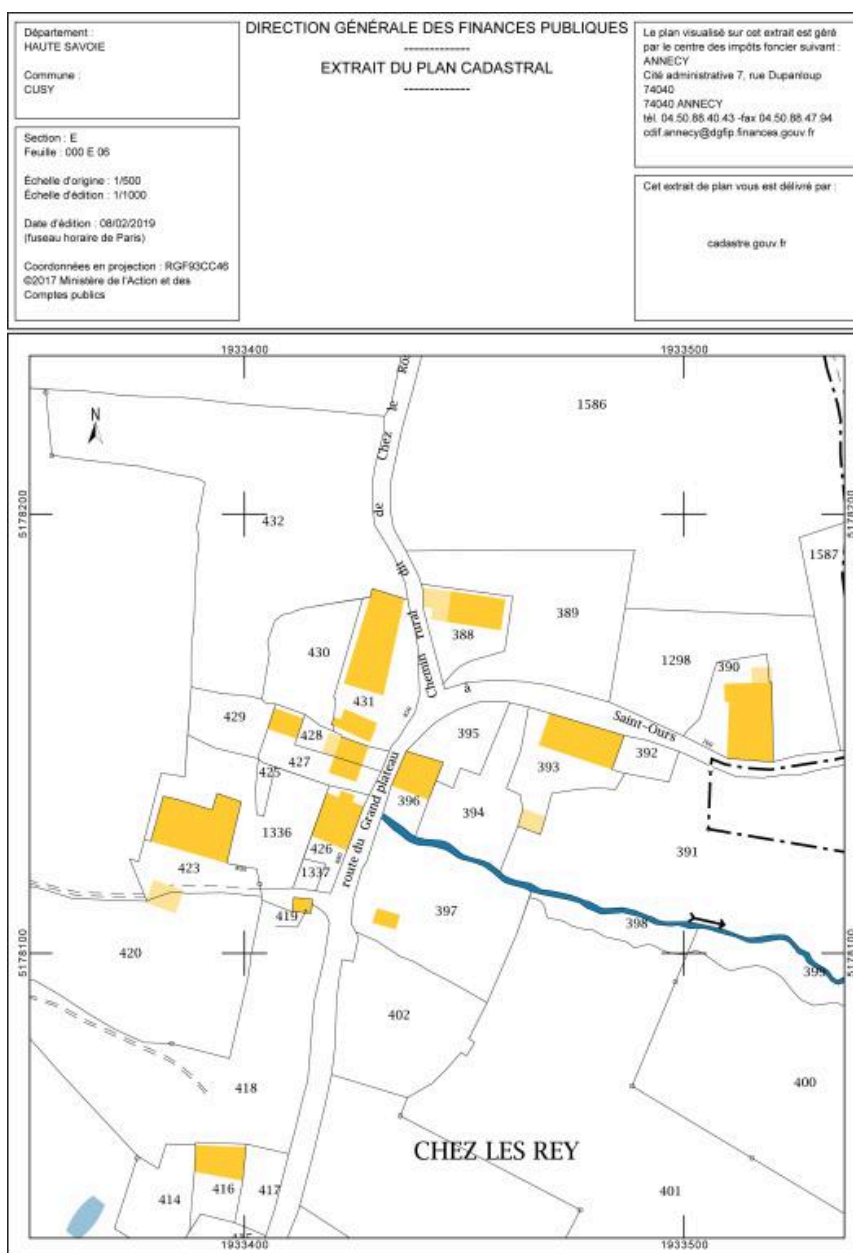 Département :
HAUTE SAVOIE
Commune :
CUSY
Section : E
Feuille : 000 E 06
Échelle d'origine : 1/500
Échelle d'édition : 1/1000
Date d'édition : 08/02/2019
(fuseau horaire de Paris)
Coordonnées en projection : RGF93CC46
©2017 Ministère de l'Action et des
Comptes publics
DIRECTION GÉNÉRALE DES FINANCES PUBLIQUES
-------------
EXTRAIT DU PLAN CADASTRAL
-------------
Le plan visualisé sur cet extrait est géré
par le centre des impôts foncier suivant :
ANNECY
Cité administrative 7, rue Dupanloup
74040
74040 ANNECY
tél. 04.50.88.40.43 -fax 04.50.88.47.94
cdif.annecy@dgfip.finances.gouv.fr
Cet extrait de plan vous est délivré par :
cadastre.gouv.fr
1933400
1933500
N
1586
5178200
5178200
432
1587
Chemin rural dit de Chez le
388
389
430
1298
390
431
429
428
à Saint-Ours
395
392
427
393
425
396
394
route du Grand plateau
1336
426
391
423
1337
419
397
398
420
5178100
5178100
399
402
418
400
CHEZ LES REY
414
416
417
401
1933400
1933500